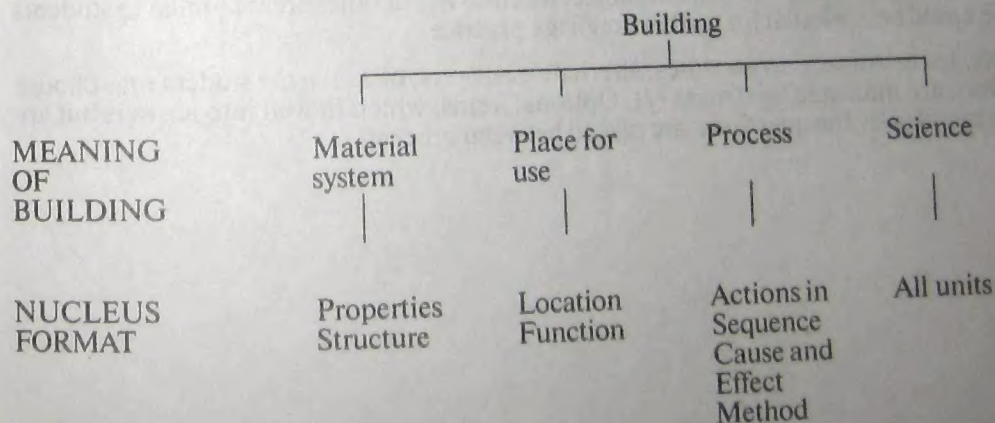 Building
MEANING
OF
BUILDING
Material
system
Place for
use
Process
Science
NUCLEUS
FORMAT
Properties
Structure
Location
Function
Actions in
Sequence
Cause and
Effect
Method
All units